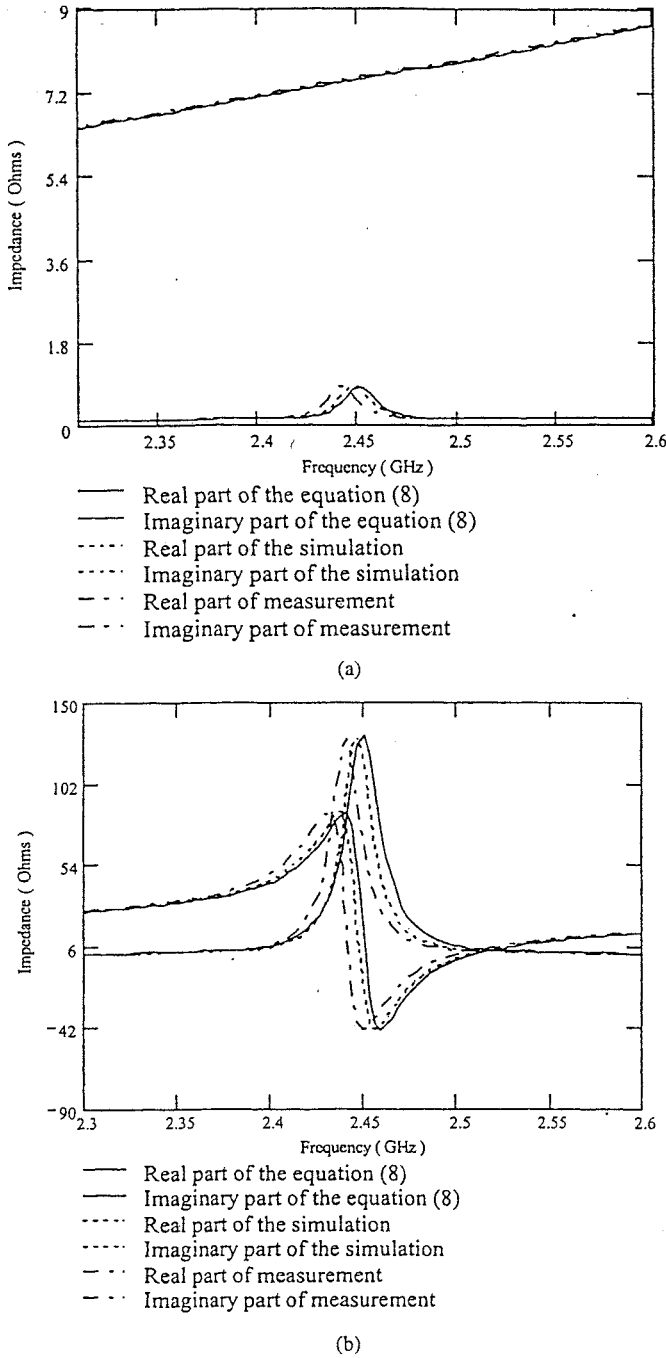 9
7.2
5.4
3.6
1.8
0
Impedance ( Ohms )
2.35 2.4 2.45 2.5 2.55 2.6
Frequency ( GHz )
Real part of the equation (8)
Imaginary part of the equation (8)
Real part of the simulation
Imaginary part of the simulation
Real part of measurement
Imaginary part of measurement
(a)
150
102
54
6
−42
−90
Impedance ( Ohms )
2.3 2.35 2.4 2.45 2.5 2.55 2.6
Frequency ( GHz )
Real part of the equation (8)
Imaginary part of the equation (8)
Real part of the simulation
Imaginary part of the simulation
Real part of measurement
Imaginary part of measurement
(b)